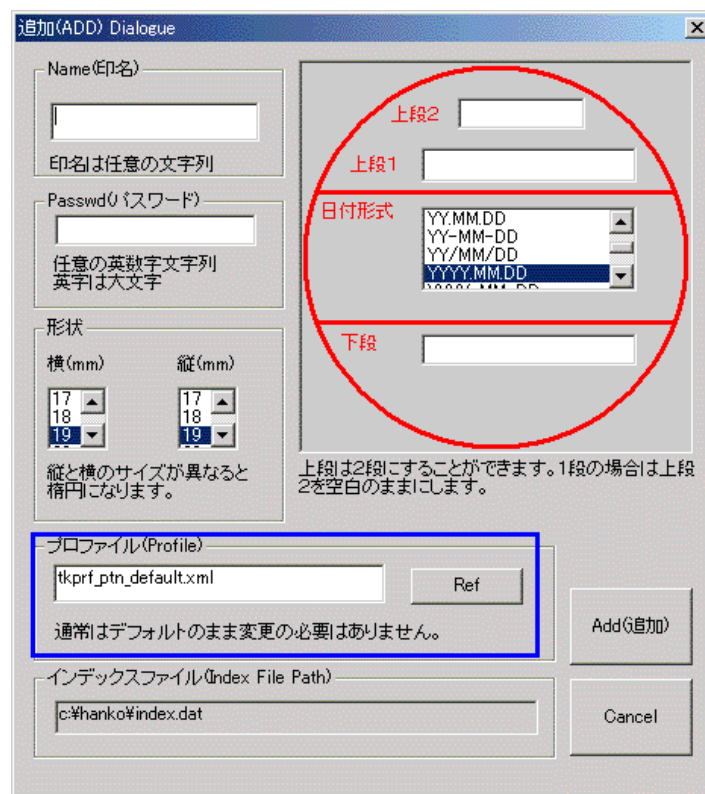 追加(ADD) Dialogue
Name(印名)
印名は任意の文字列
Passwd(パスワード)
任意の英数字文字列
英字は大文字
形状
横(mm)
縦(mm)
17
18
19
17
18
19
縦と横のサイズが異なると
楕円になります。
上段2
上段1
日付形式
YY.MM.DD
YY-MM-DD
YY/MM/DD
YYYY.MM.DD
YYYY-MM-DD
下段
上段は2段にすることができます。1段の場合は上段
2を空白のままにします。
プロファイル(Profile)
tkprf_ptn_default.xml
Ref
通常はデフォルトのまま変更の必要はありません。
インデックスファイル(Index File Path)
c:¥hanko¥index.dat
Add(追加)
Cancel